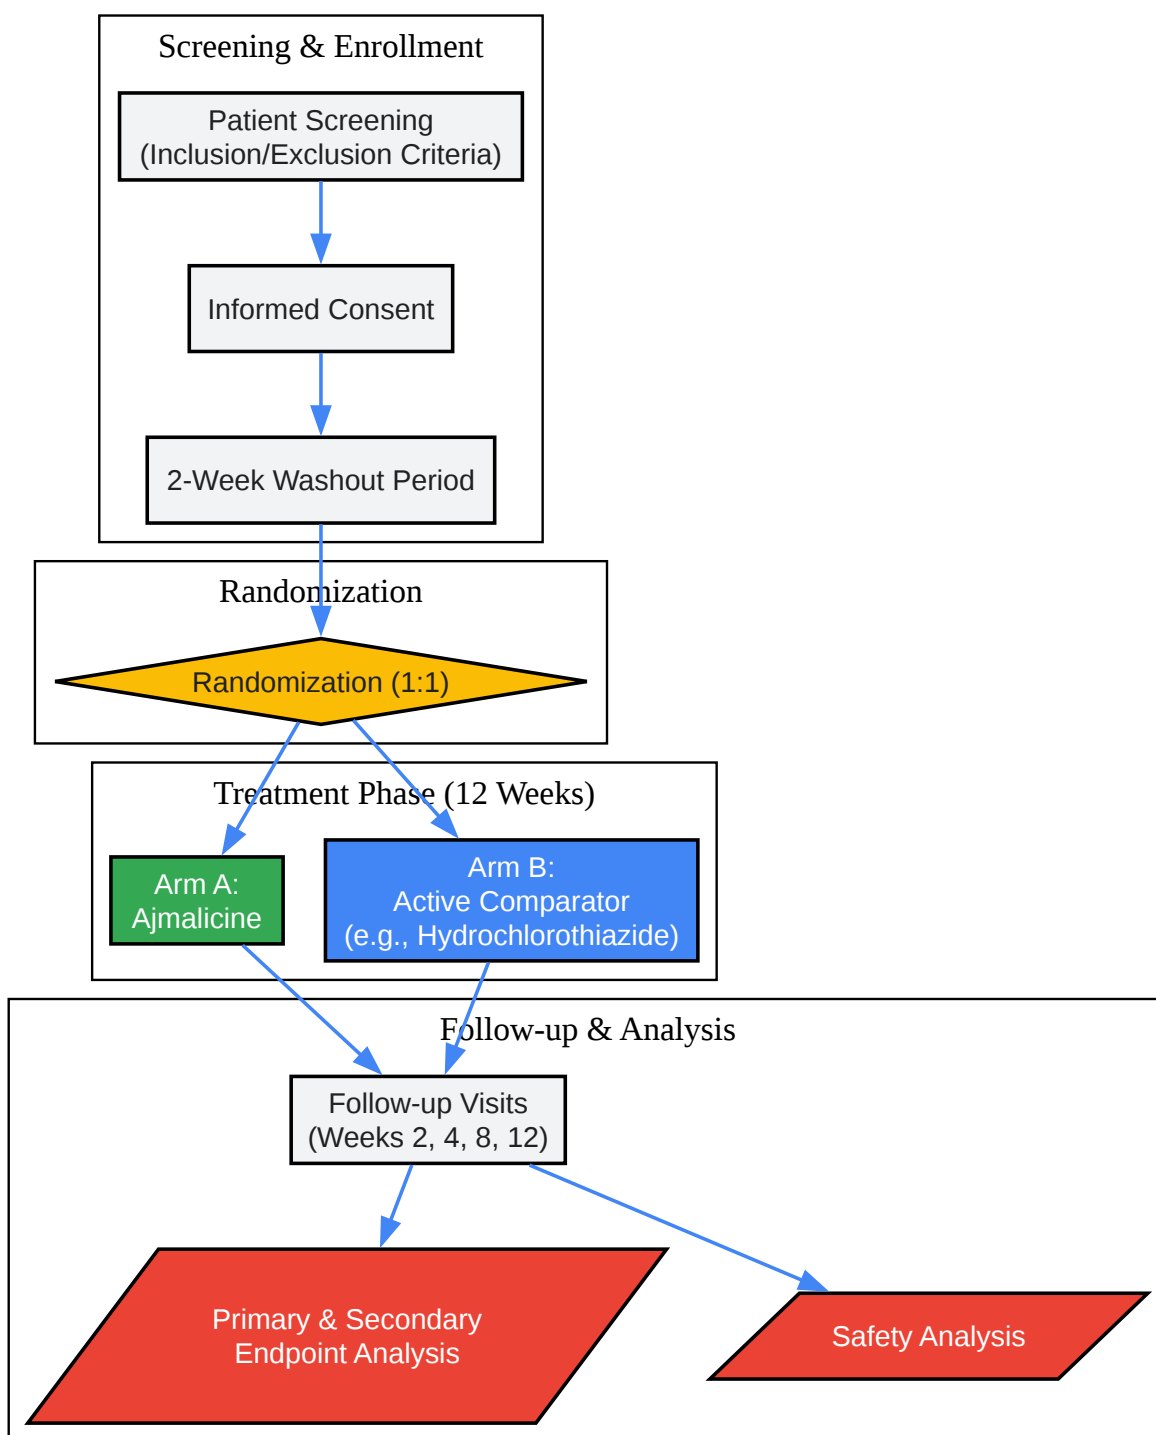 Screening & Enrollment
Patient Screening
(Inclusion/Exclusion Criteria)
Informed Consent
2-Week Washout Period
Randomization
Randomization (1:1)
Treatment Phase (12 Weeks)
Arm A:
Ajmalicine
Arm B:
Active Comparator
(e.g., Hydrochlorothiazide)
Follow-up & Analysis
Follow-up Visits
(Weeks 2, 4, 8, 12)
Primary & Secondary
Endpoint Analysis
Safety Analysis